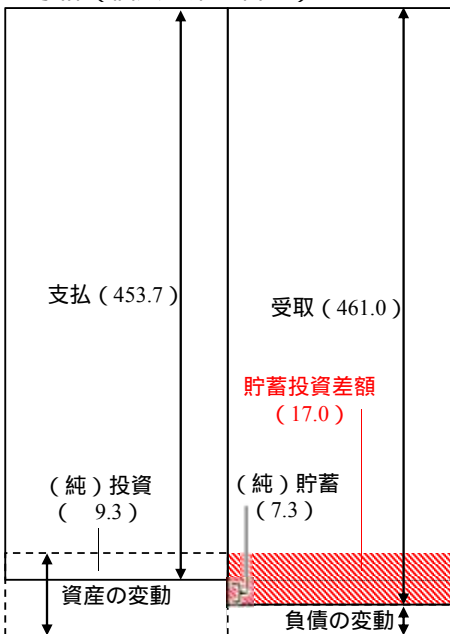 支払（453.7）
受取（461.0）
貯蓄投資差額
（17.0）
（純）投資
（　9.3）
（純）貯蓄
（7.3）
資産の変動
負債の変動